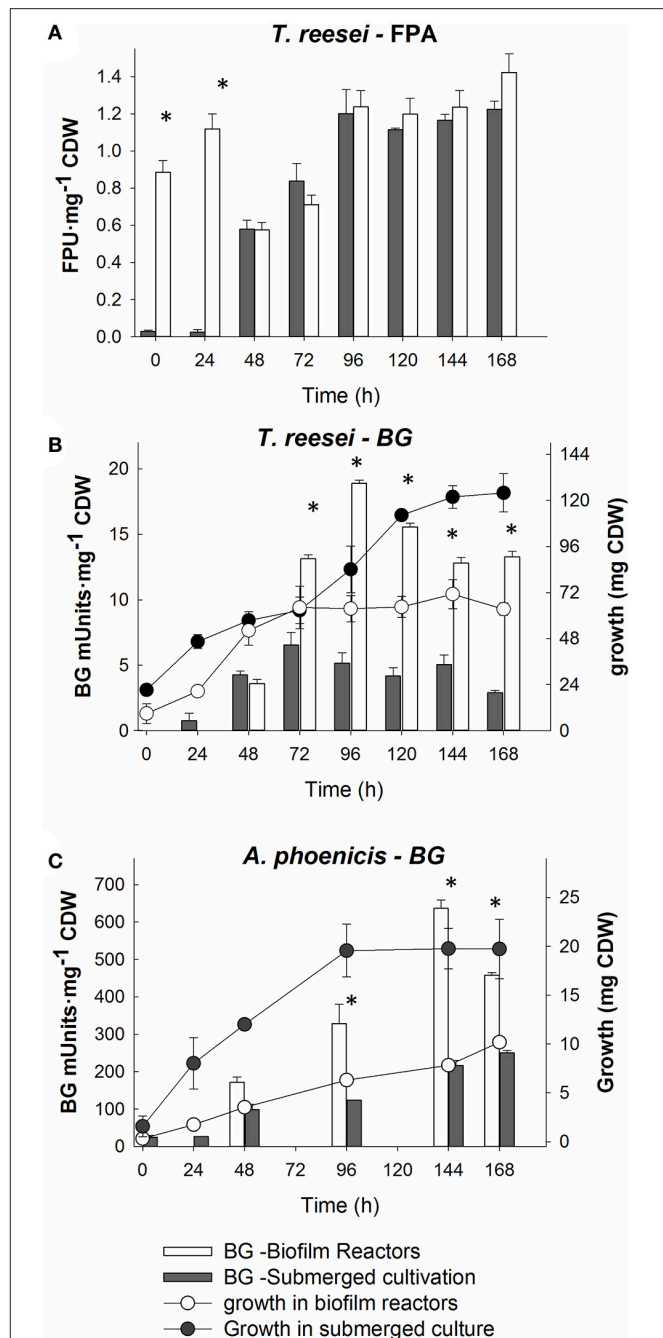 A
T. reesei - FPA
FPU·mg⁻¹ CDW
1.4
1.2
1.0
0.8
0.6
0.4
0.2
0.0
* *
0 24 48 72 96 120 144 168
Time (h)
B
T. reesei - BG
BG mUnits·mg⁻¹ CDW
20
15
10
5
0
* * * * *
144
120
96
72
48
24
0
growth (mg CDW)
0 24 48 72 96 120 144 168
Time (h)
C
A. phoenicis - BG
BG mUnits·mg⁻¹ CDW
700
600
500
400
300
200
100
0
* * *
25
20
15
10
5
0
Growth (mg CDW)
0 24 48 72 96 120 144 168
Time (h)
BG -Biofilm Reactors
BG -Submerged cultivation
growth in biofilm reactors
Growth in submerged culture